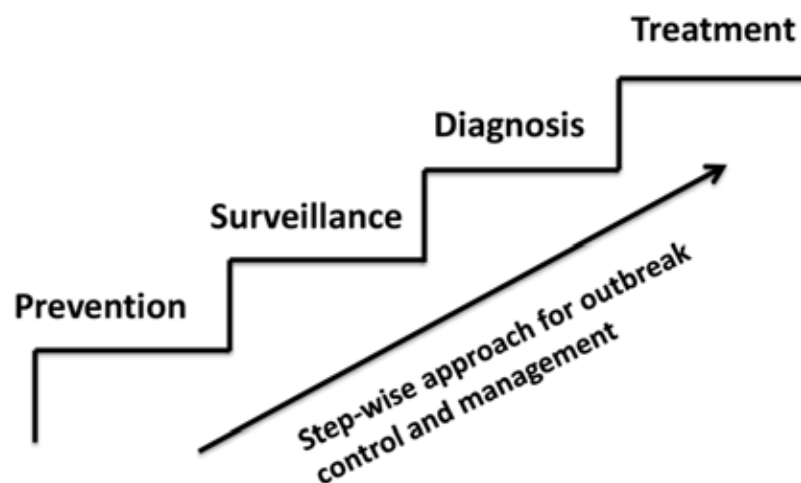 Treatment
Diagnosis
Surveillance
Prevention
Step-wise approach for outbreak
control and management